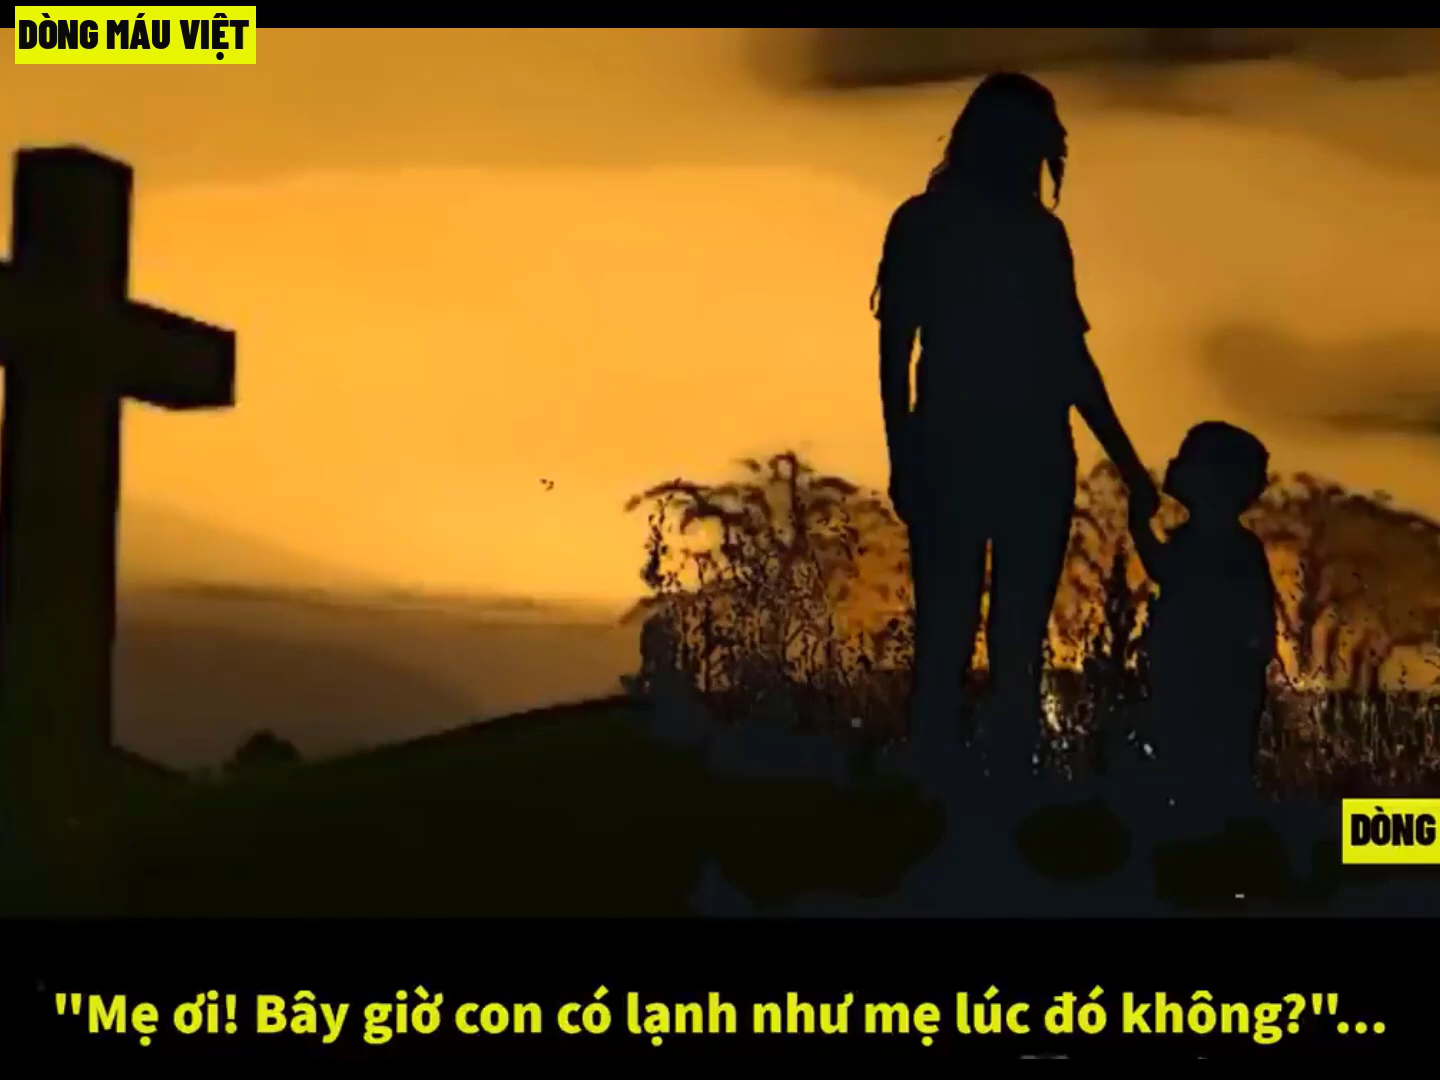 DÒNG MÁU VIỆT
DÒNG
"Mẹ ơi! Bây giờ con có lạnh như mẹ lúc đó không?"...